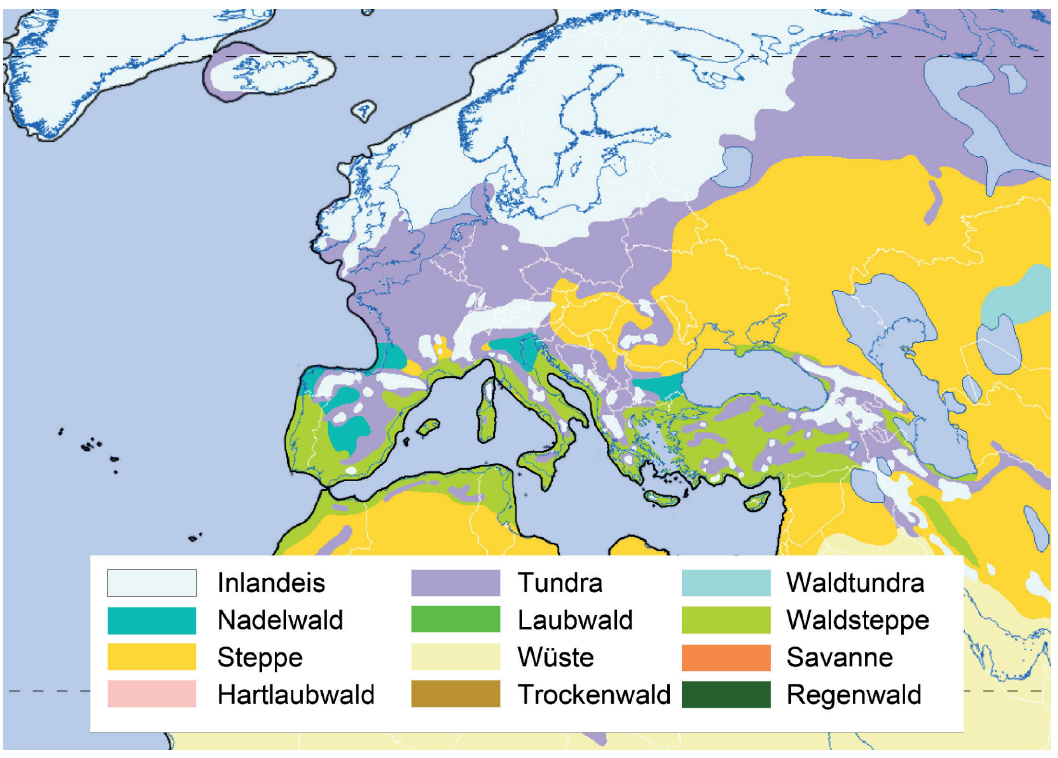 Inlandeis Tundra Waldtundra
Nadelwald Laubwald Waldsteppe
Steppe Wüste Savanne
Hartlaubwald Trockenwald Regenwald